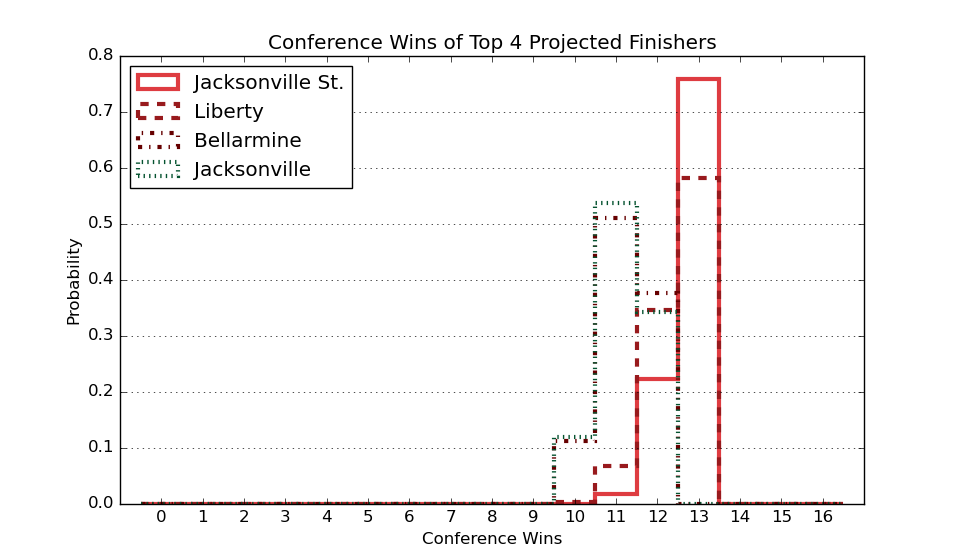 Conference Wins of Top 4 Projected Finishers
0.8
0.7
0.6
0.5
0.4
0.3
0.2
0.1
0.0
Probability
Jacksonville St.
Liberty
Bellarmine
Jacksonville
0 1 2 3 4 5 6 7 8 9 10 11 12 13 14 15 16
Conference Wins